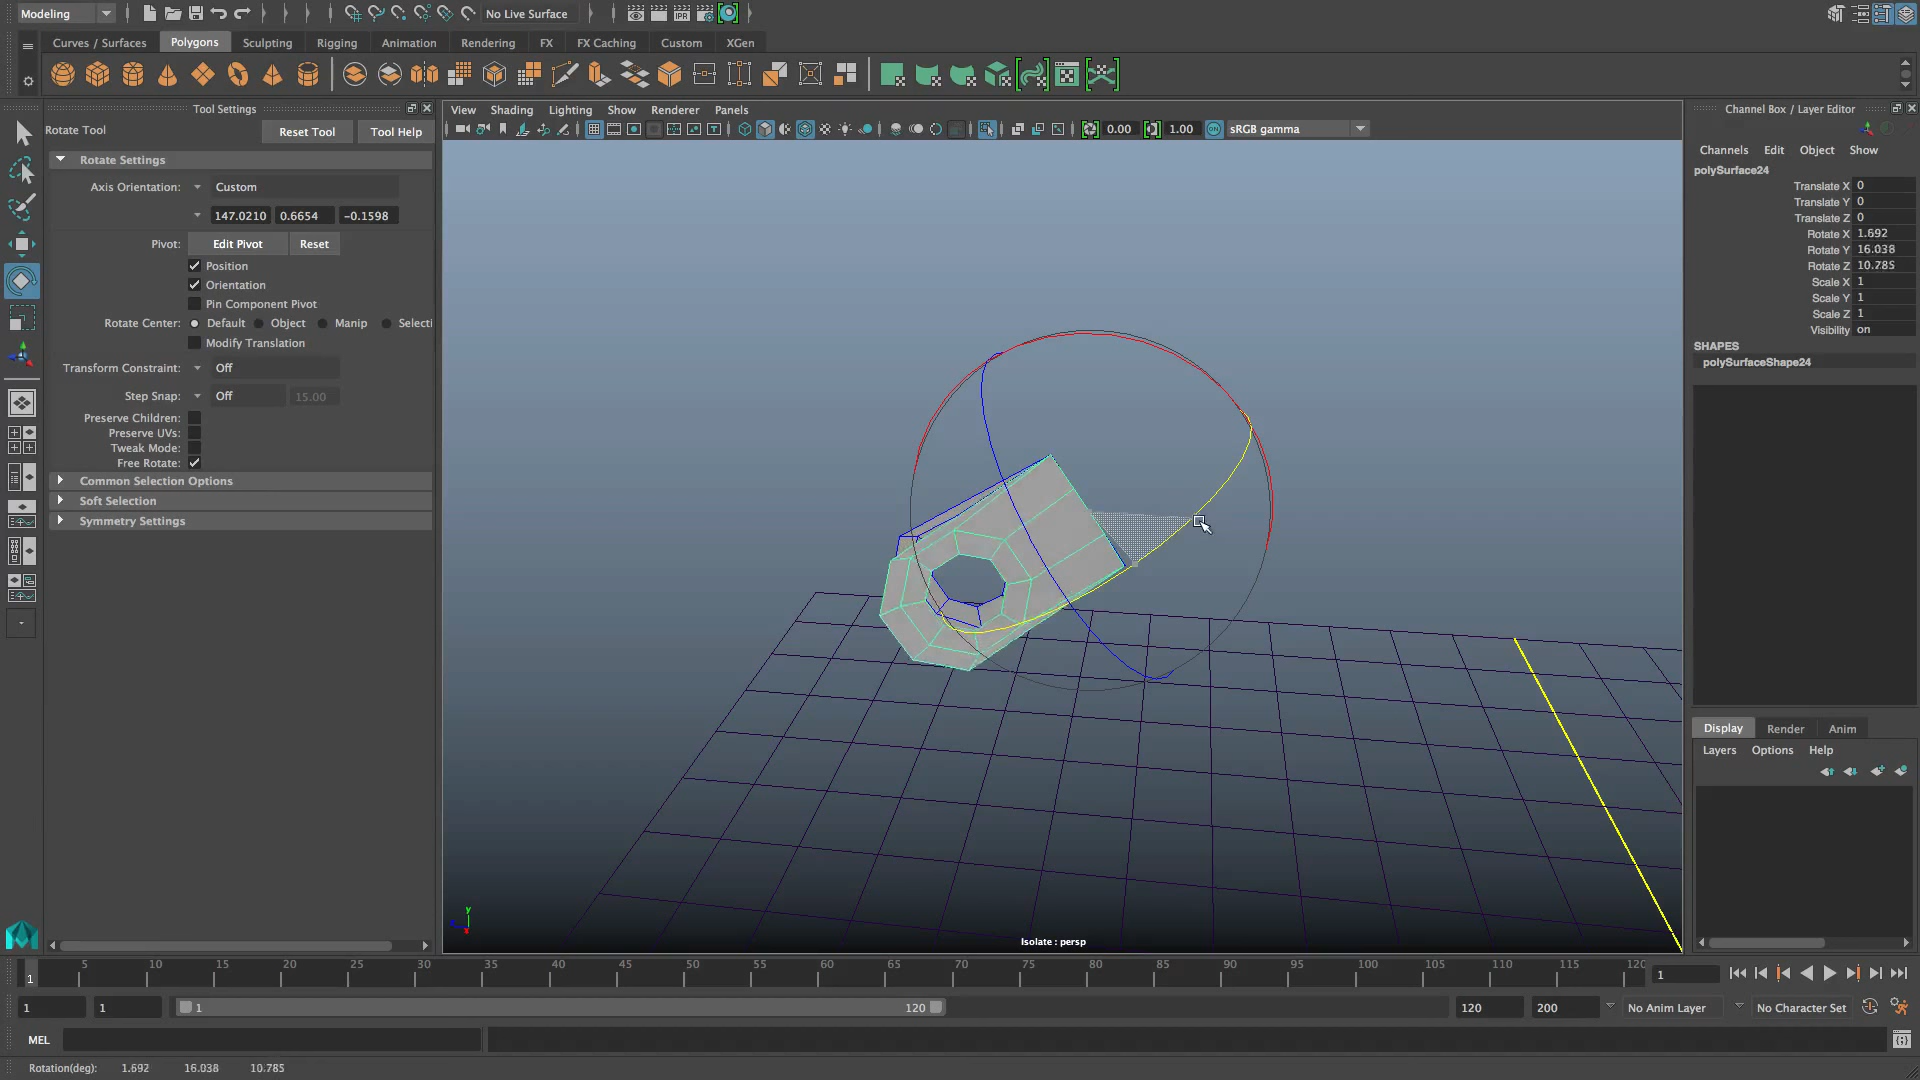 Modeling
No Live Surface
Curves / Surfaces
Polygons
Sculpting
Rigging
Animation
Rendering
FX
FX Caching
Custom
XGen
Tool Settings
Rotate Tool
Reset Tool
Tool Help
Rotate Settings
Axis Orientation:
Custom
147.0210
0.6654
-0.1598
Pivot:
Edit Pivot
Reset
Position
Orientation
Pin Component Pivot
Rotate Center:
Default
Object
Manip
Selecti
Modify Translation
Transform Constraint:
Off
Step Snap:
Off
15.00
Preserve Children:
Preserve UVs:
Tweak Mode:
Free Rotate:
Common Selection Options
Soft Selection
Symmetry Settings
View
Shading
Lighting
Show
Renderer
Panels
IPR
0.00
1.00
ON
sRGB gamma
y
x
Isolate : persp
Channel Box / Layer Editor
Channels
Edit
Object
Show
polySurface24
Translate X 0
Translate Y 0
Translate Z 0
Rotate X 1.692
Rotate Y 16.038
Rotate Z 10.785
Scale X 1
Scale Y 1
Scale Z 1
Visibility on
SHAPES
polySurfaceShape24
Display
Render
Anim
Layers
Options
Help
1
5
10
15
20
25
30
35
40
45
50
55
60
65
70
75
80
85
90
95
100
105
110
115
120
1
1
1
1
120
120
200
No Anim Layer
No Character Set
MEL
Rotation(deg):
1.692
16.038
10.785